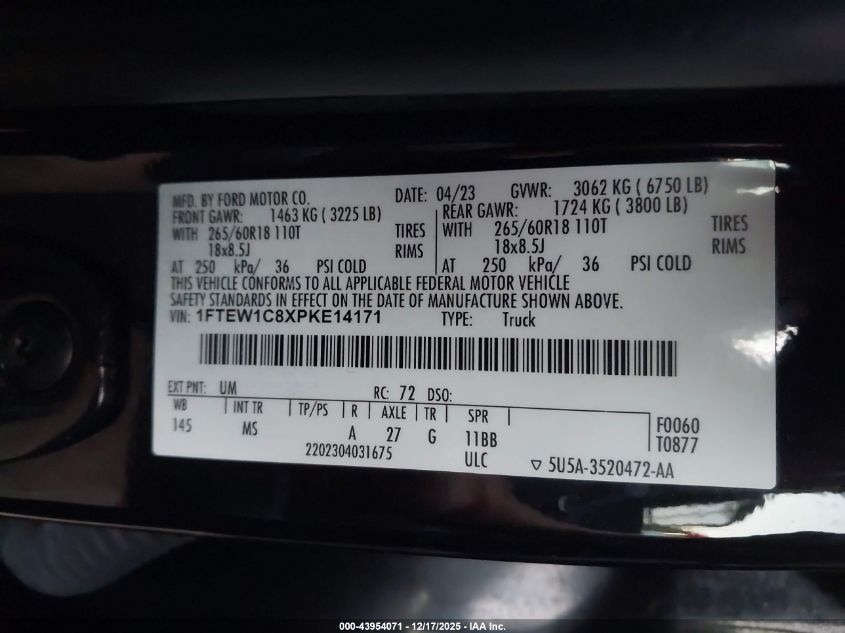 MFD. BY FORD MOTOR CO. DATE: 04/23 GVWR: 3062 KG ( 6750 LB)
FRONT GAWR: 1463 KG ( 3225 LB) REAR GAWR: 1724 KG ( 3800 LB)
WITH 265/60R18 110T TIRES WITH 265/60R18 110T TIRES
18x8.5J RIMS 18x8.5J RIMS
AT 250 kPa/ 36 PSI COLD AT 250 kPa/ 36 PSI COLD
THIS VEHICLE CONFORMS TO ALL APPLICABLE FEDERAL MOTOR VEHICLE
SAFETY STANDARDS IN EFFECT ON THE DATE OF MANUFACTURE SHOWN ABOVE.
VIN: 1FTEW1C8XPKE14171 TYPE: Truck
EXT PNT: UM RC: 72 DSO:
WB INT TR TP/PS R AXLE TR SPR F0060
145 MS A 27 G 11BB T0877
2202304031675 ULC ▽ 5U5A-3520472-AA
000-43954071 - 12/17/2025 - IAA Inc.